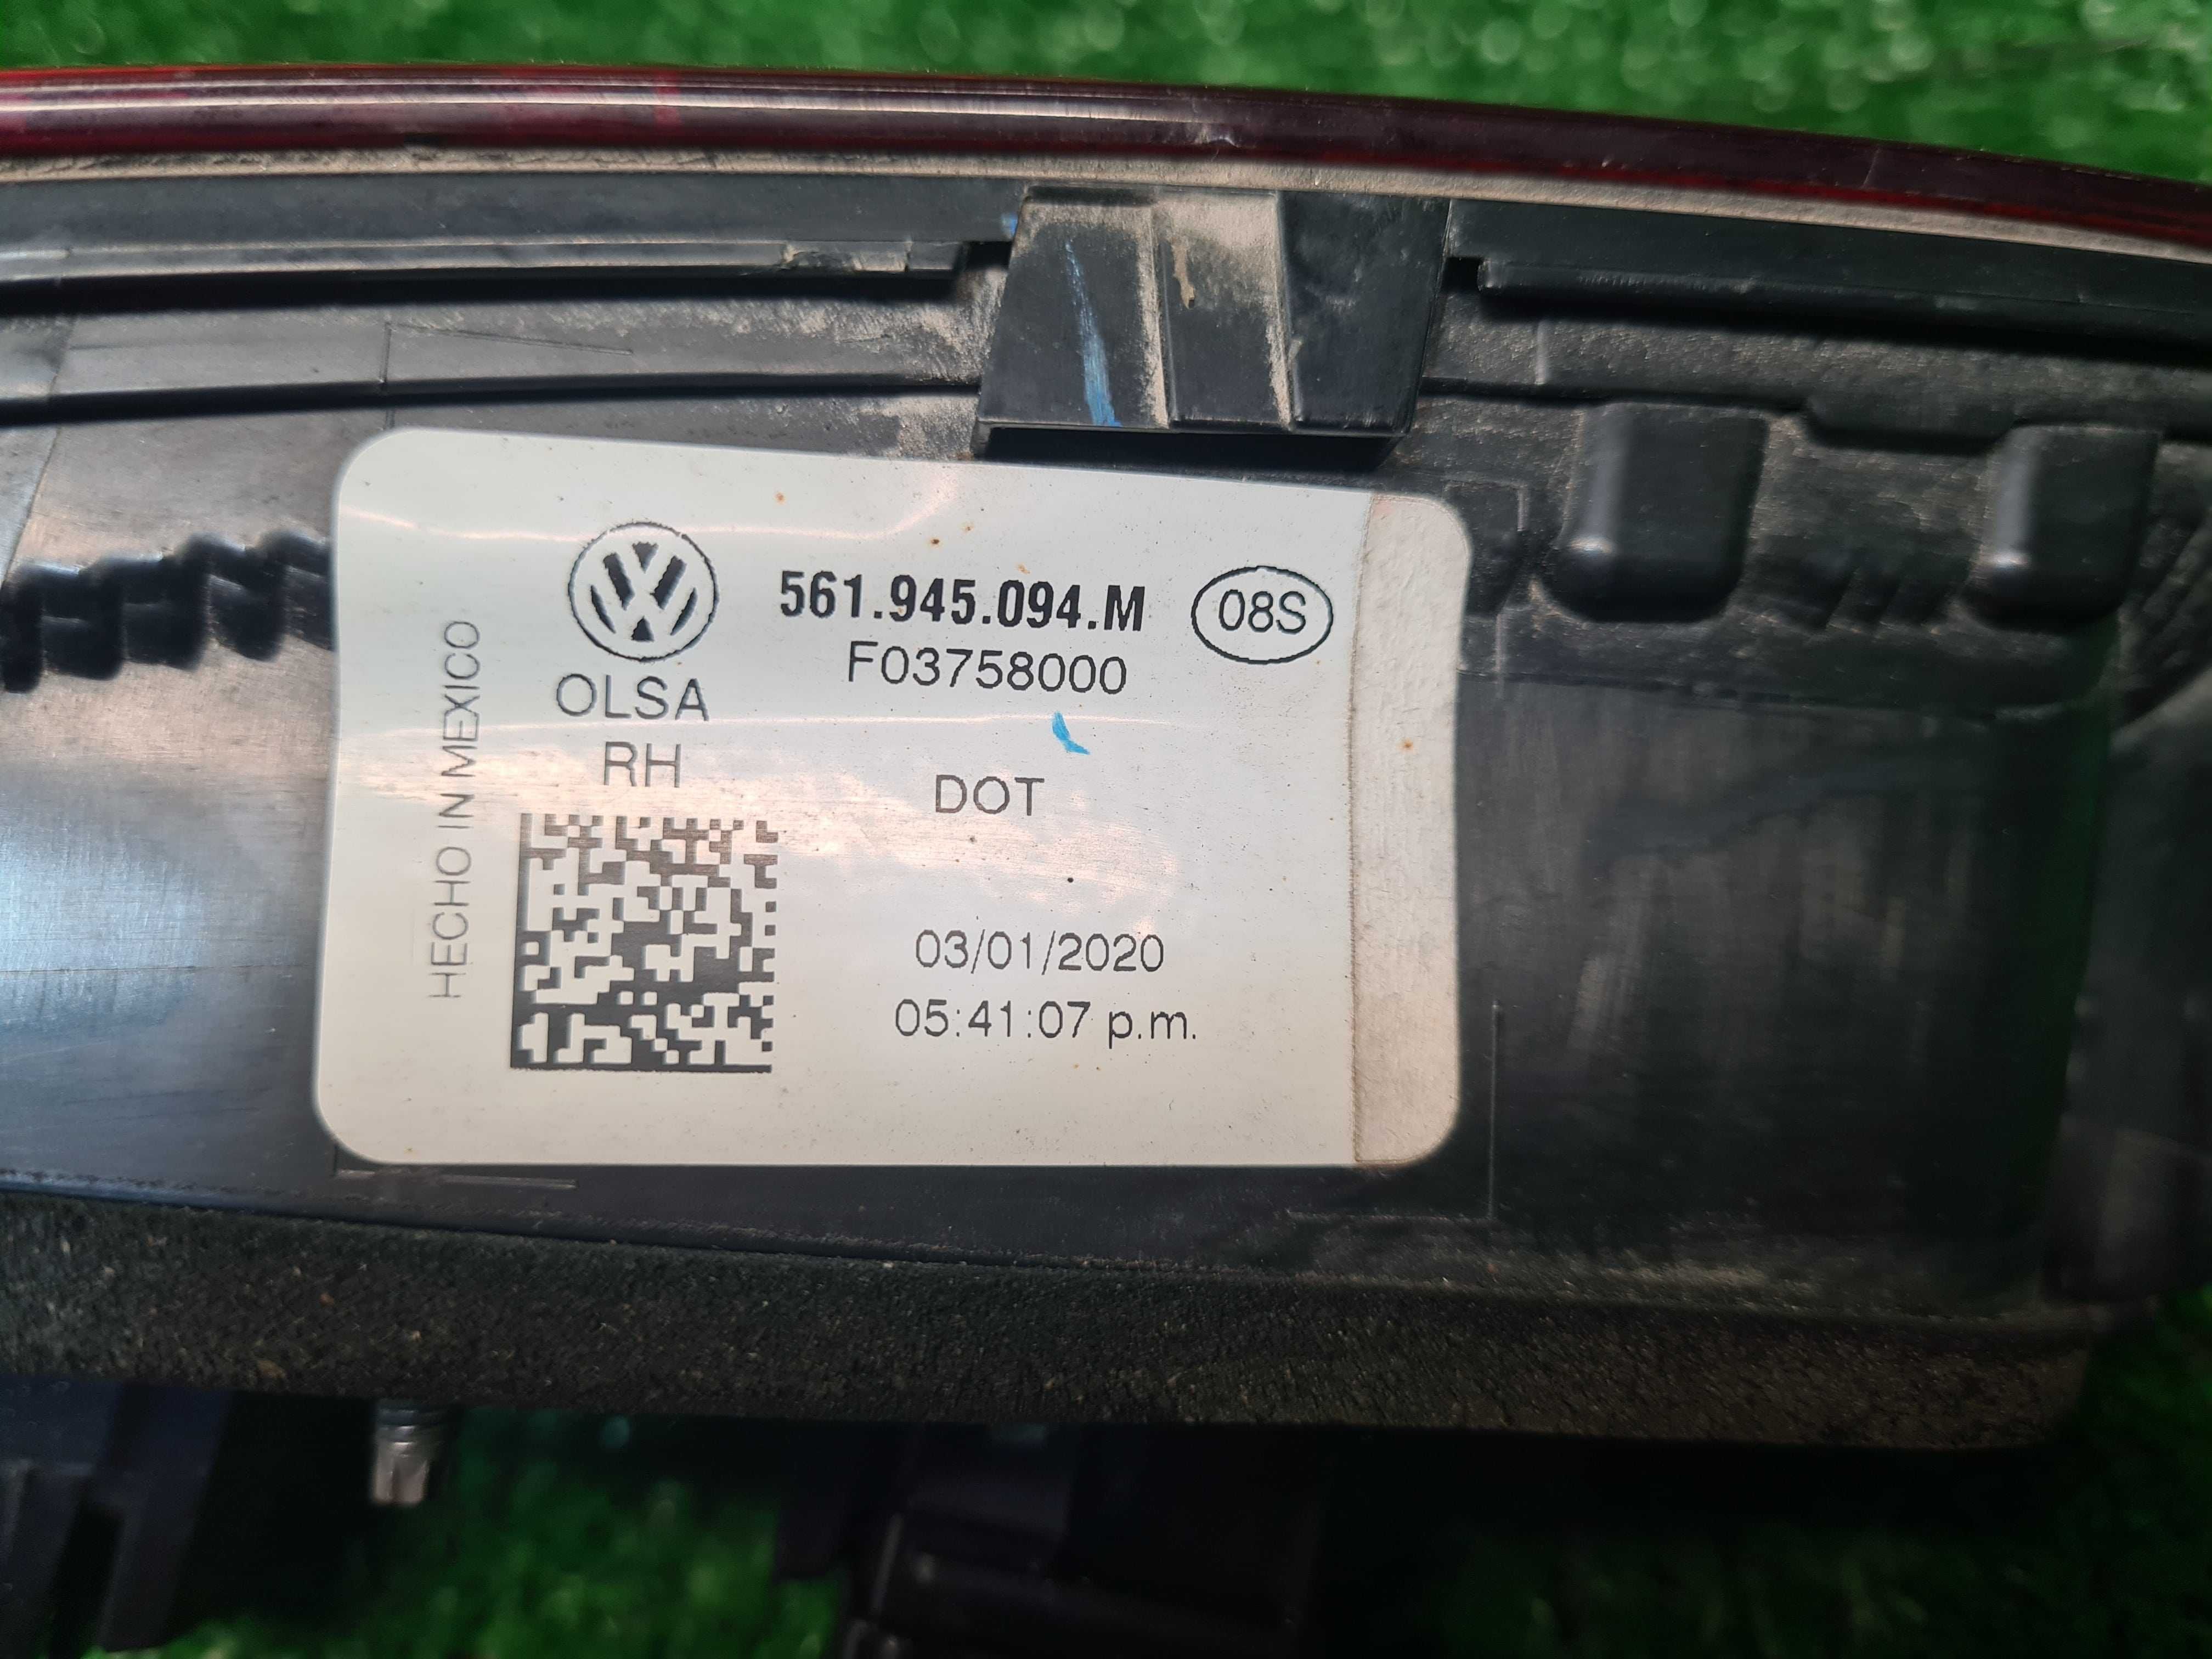 561.945.094.M
08S
F03758000
OLSA
RH
DOT
HECHO IN MEXICO
03/01/2020
05:41:07 p.m.